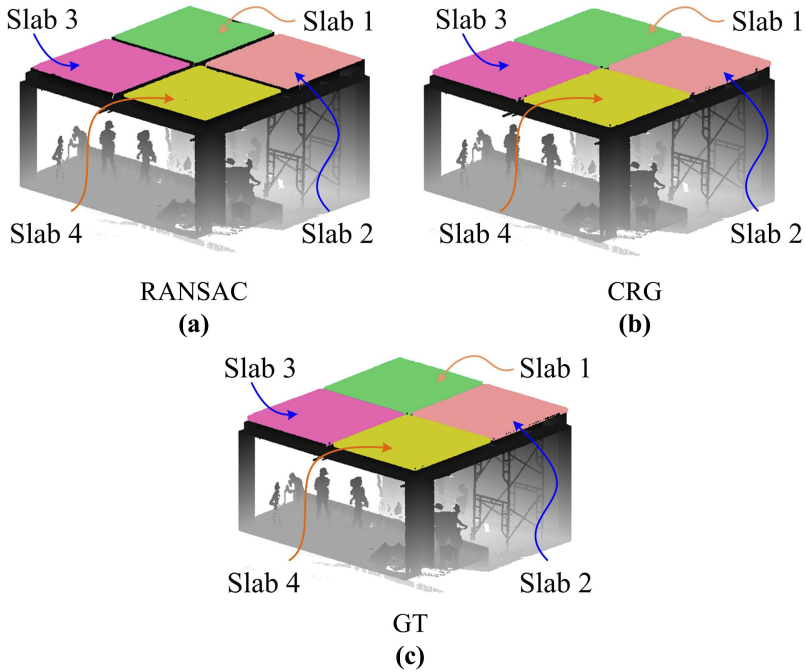 Slab 3
Slab 1
Slab 4
Slab 2
RANSAC
(a)
Slab 3
Slab 1
Slab 4
Slab 2
CRG
(b)
Slab 3
Slab 1
Slab 4
Slab 2
GT
(c)